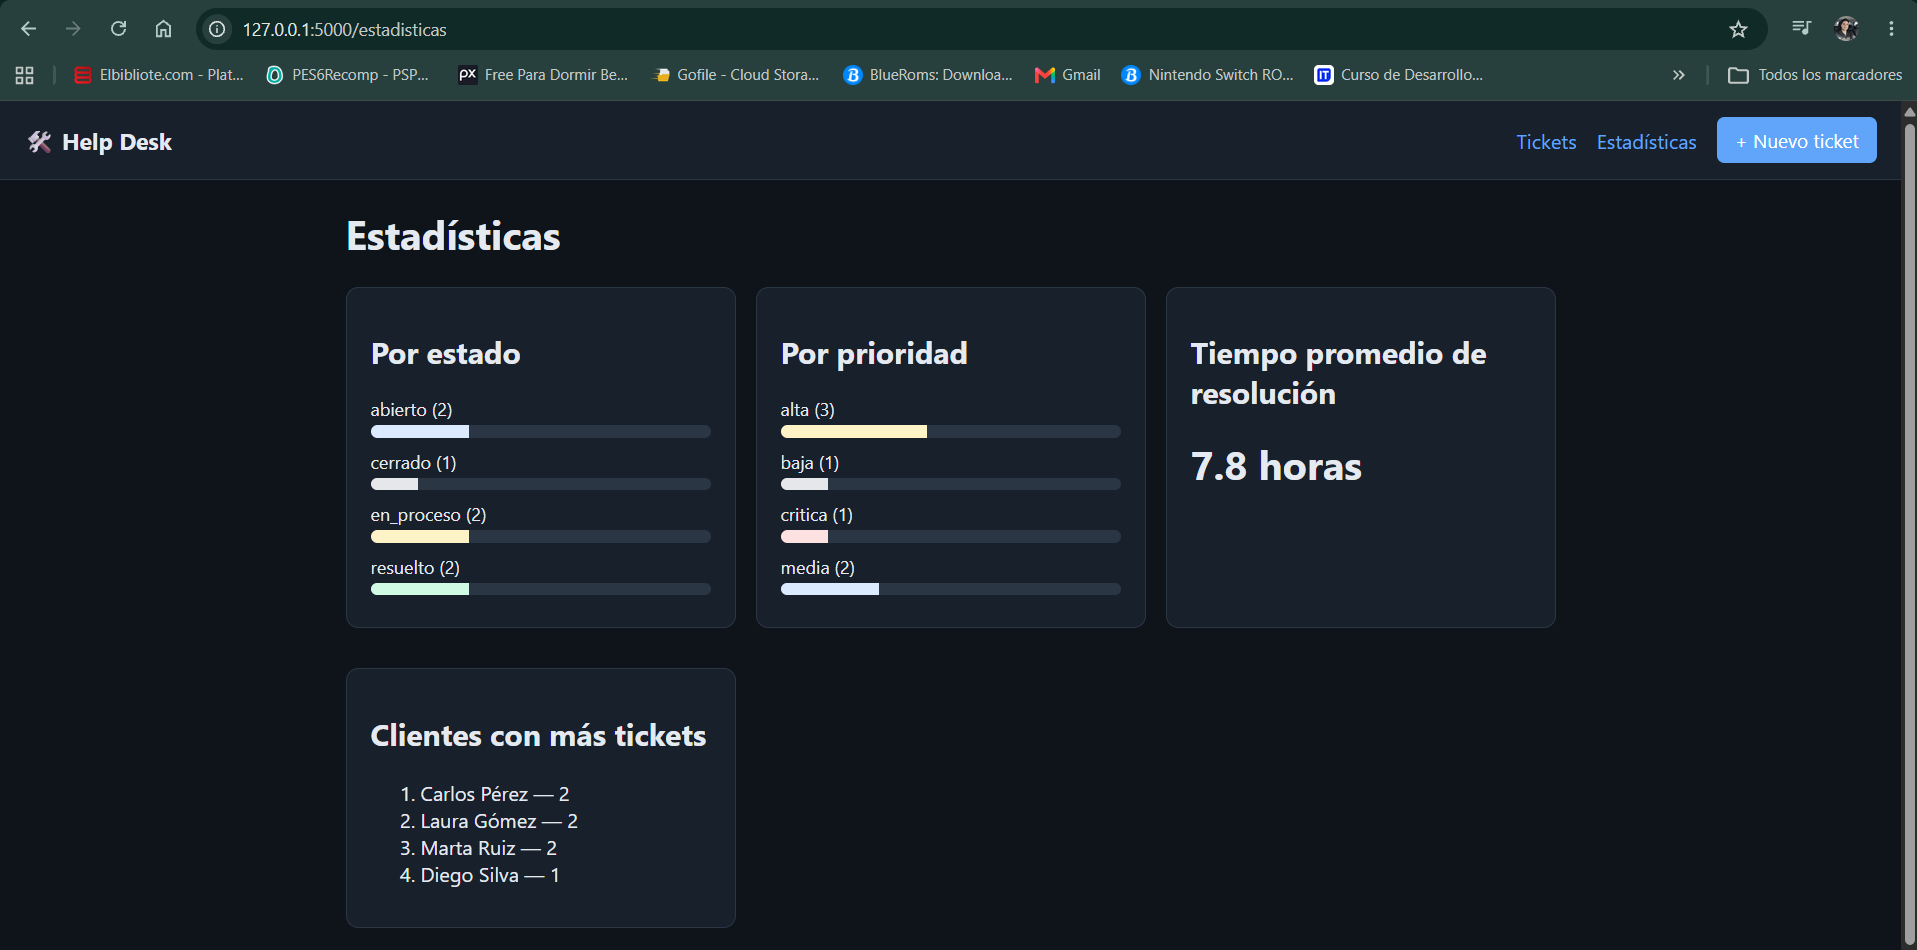 127.0.0.1:5000/estadisticas
Elbibliote.com - Plat...
PES6Recomp - PSP...
Free Para Dormir Be...
Gofile - Cloud Stora...
BlueRoms: Downloa...
Gmail
Nintendo Switch RO...
Curso de Desarrollo...
»
Todos los marcadores
🛠 Help Desk
Tickets
Estadísticas
+ Nuevo ticket
Estadísticas
Por estado
abierto (2)
cerrado (1)
en_proceso (2)
resuelto (2)
Por prioridad
alta (3)
baja (1)
critica (1)
media (2)
Tiempo promedio de
resolución
7.8 horas
Clientes con más tickets
1. Carlos Pérez — 2
2. Laura Gómez — 2
3. Marta Ruiz — 2
4. Diego Silva — 1